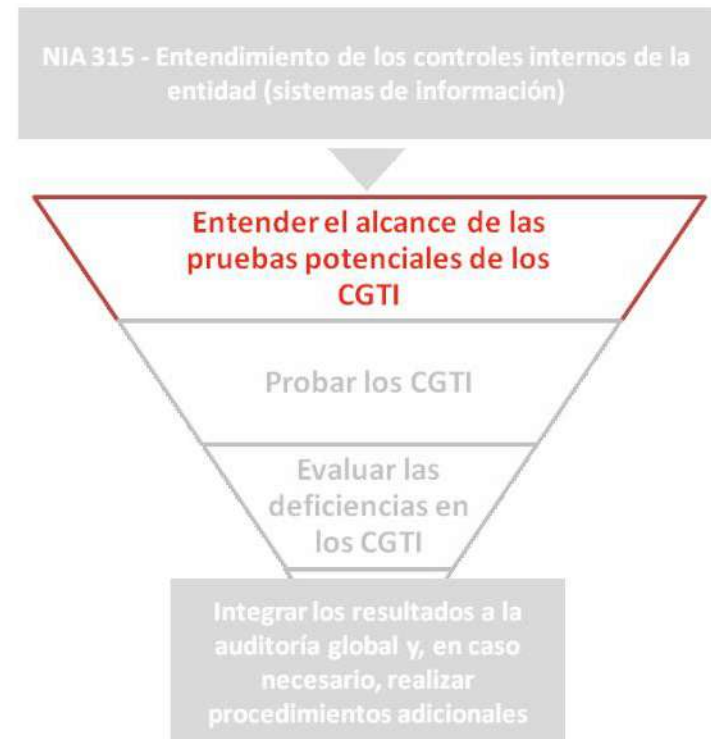 NIA 315 - Entendimiento de los controles internos de la
entidad (sistemas de información)
Entender el alcance de las
pruebas potenciales de los
CGTI
Probar los CGTI
Evaluar las
deficiencias en
los CGTI
Integrar los resultados a la
auditoría global y, en caso
necesario, realizar
procedimientos adicionales